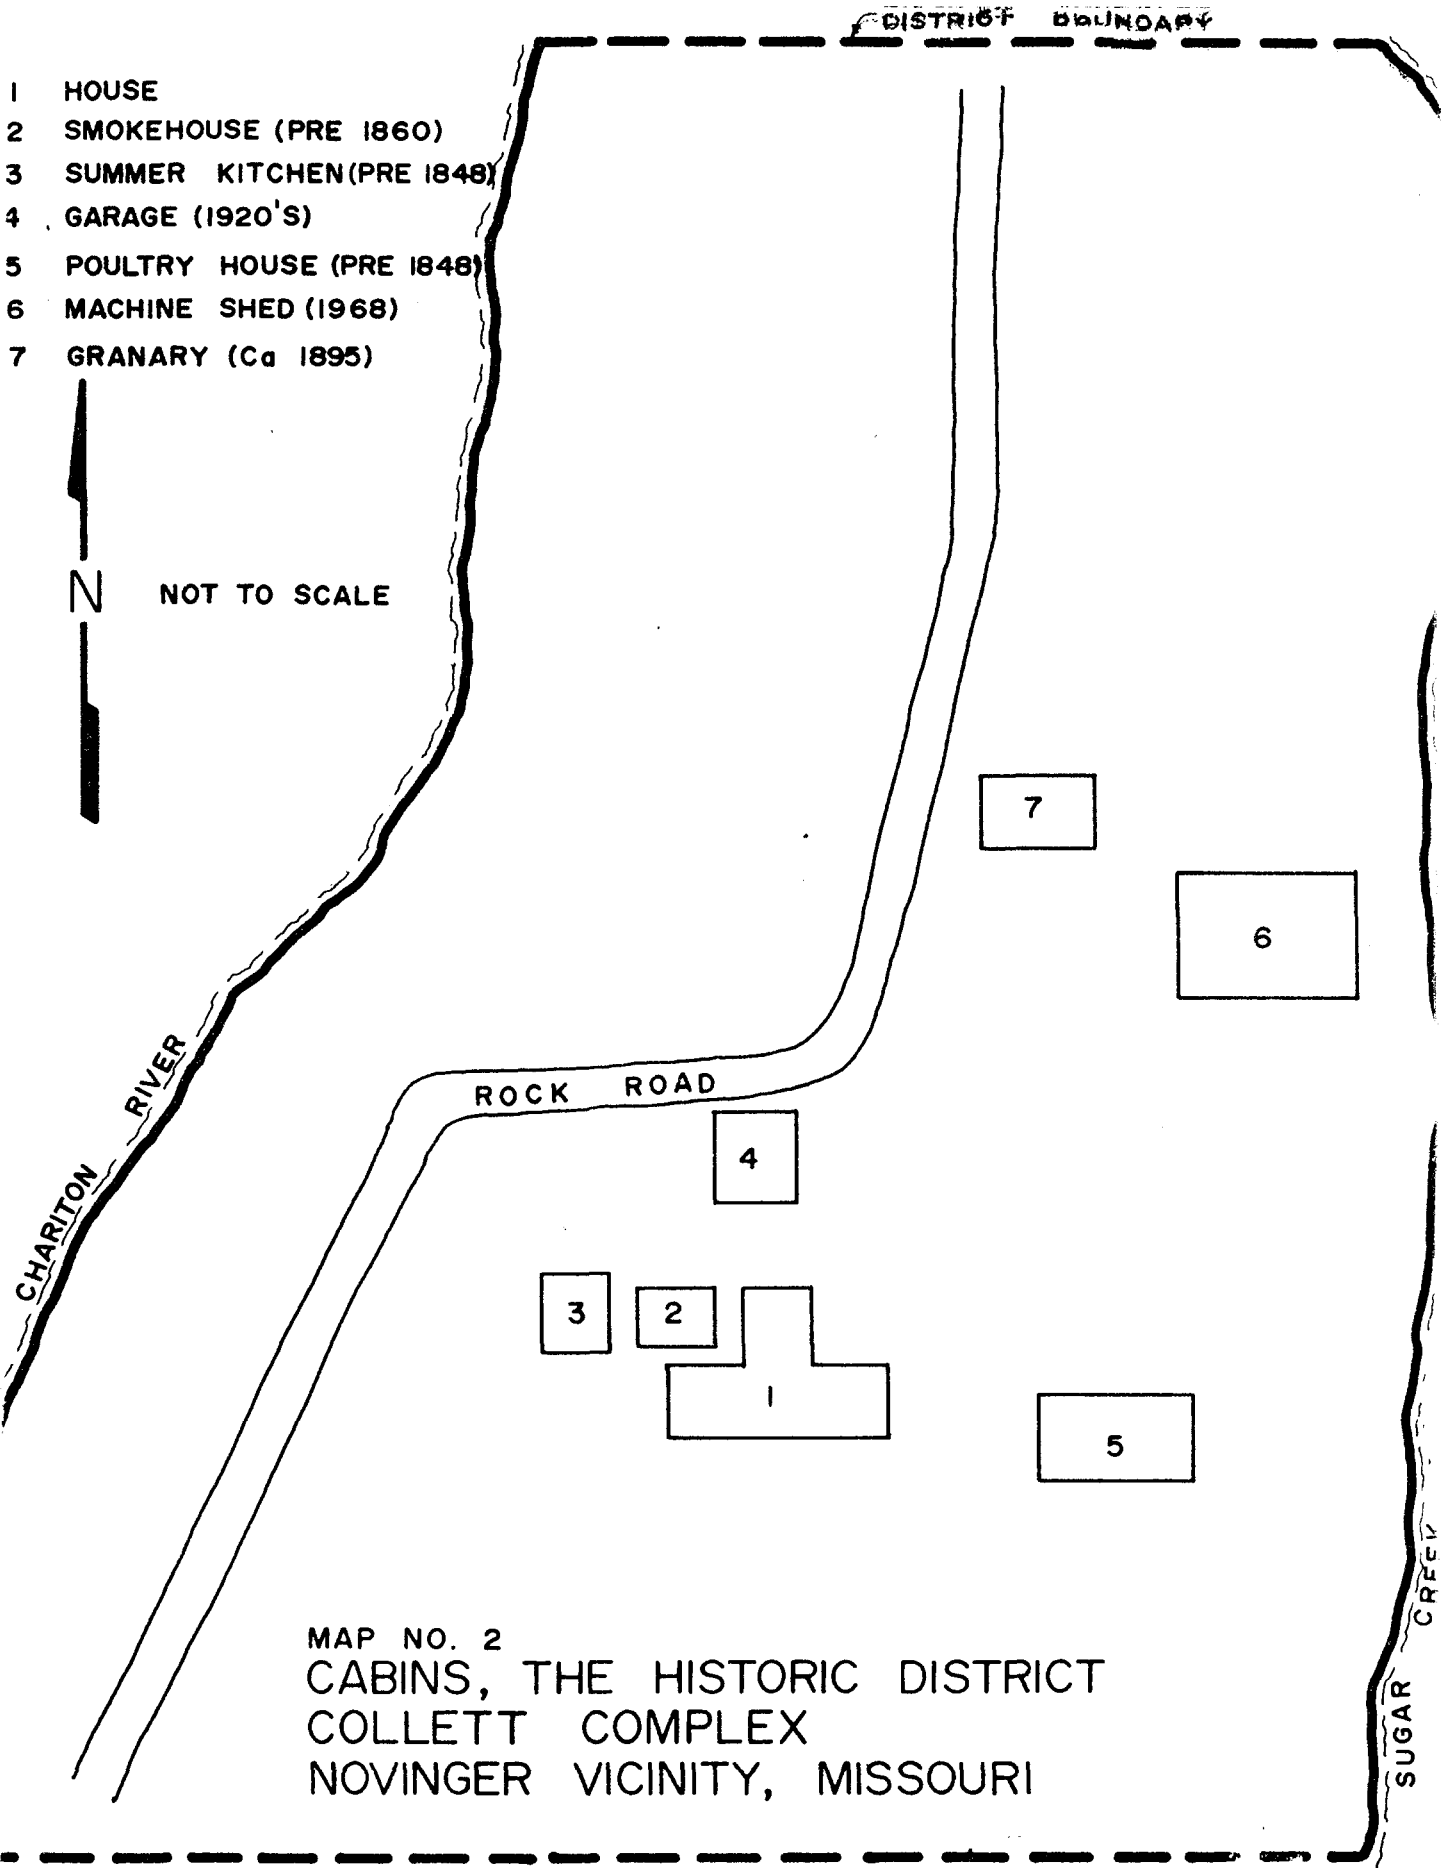 DISTRICT BOUNDARY
1 HOUSE
2 SMOKEHOUSE (PRE 1860)
3 SUMMER KITCHEN (PRE 1848)
4 GARAGE (1920'S)
5 POULTRY HOUSE (PRE 1848)
6 MACHINE SHED (1968)
7 GRANARY (Ca 1895)
N NOT TO SCALE
7
6
CHARITON RIVER
ROCK ROAD
4
3 2
1
5
SUGAR CREEK
MAP NO. 2
CABINS, THE HISTORIC DISTRICT
COLLETT COMPLEX
NOVINGER VICINITY, MISSOURI